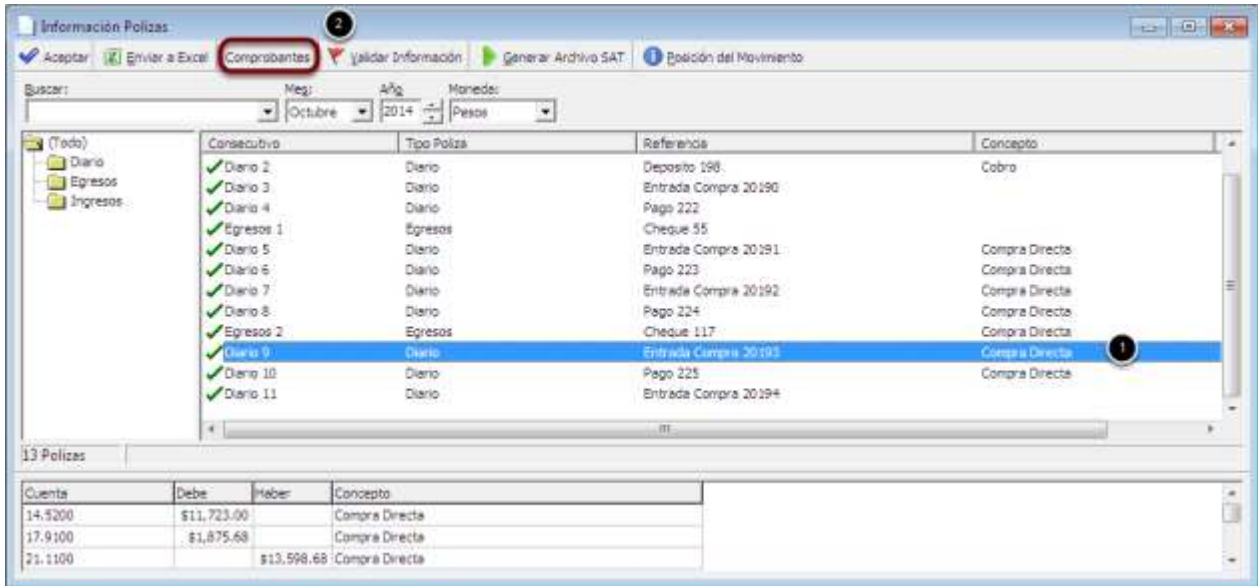 Información Polizas
2
Aceptar Enviar a Excel Comprobantes Validar Información Generar Archivo SAT Posición del Movimiento
Buscar: Mes: Año Moneda:
Octubre 2014 Pesos
(Todo) Consecutivo Tipo Poliza Referencia Concepto
Diario Diario 2 Diario Deposito 198 Cobro
Egresos Diario 3 Diario Entrada Compra 20190
Ingresos Diario 4 Diario Pago 222
Egresos 1 Egresos Cheque 55
Diario 5 Diario Entrada Compra 20191 Compra Directa
Diario 6 Diario Pago 223 Compra Directa
Diario 7 Diario Entrada Compra 20192 Compra Directa
Diario 8 Diario Pago 224 Compra Directa
Egresos 2 Egresos Cheque 117 Compra Directa
Diario 9 Diario Entrada Compra 20193 Compra Directa 1
Diario 10 Diario Pago 225 Compra Directa
Diario 11 Diario Entrada Compra 20194
13 Polizas
Cuenta Debe Haber Concepto
14.5200 $11,723.00 Compra Directa
17.9100 $1,875.68 Compra Directa
21.1100 $13,598.68 Compra Directa